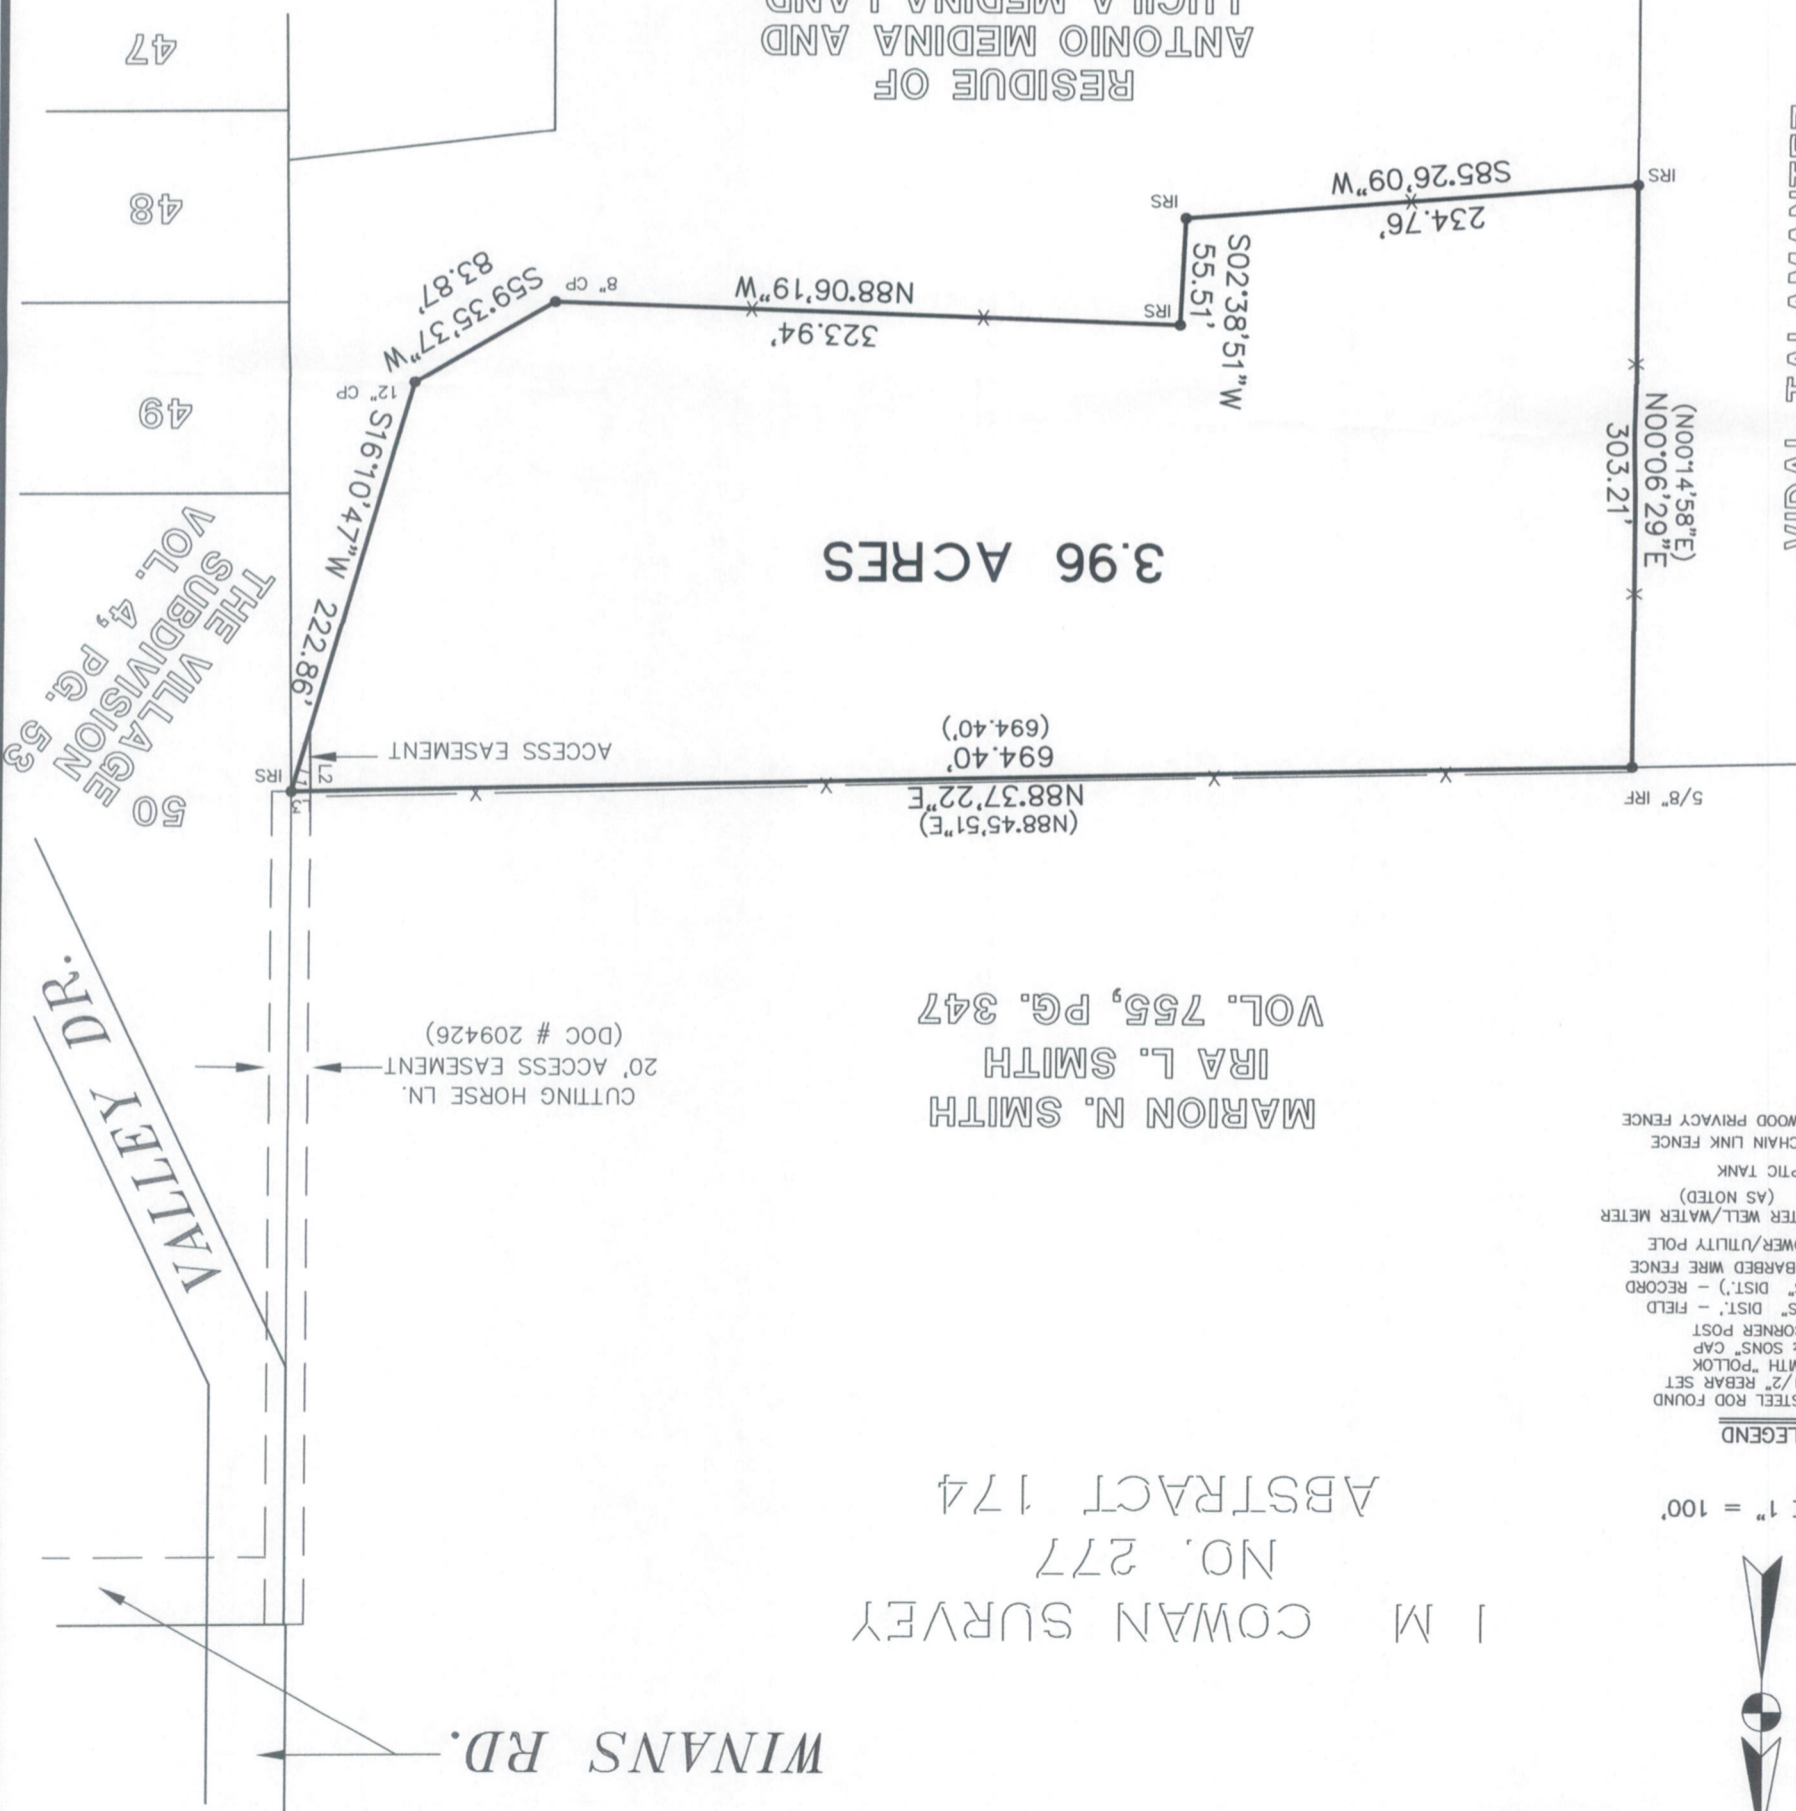 WINANS RD.
I M COWAN SURVEY
NO. 277
ABSTRACT 174
1" = 100'
LEGEND
STEEL ROD FOUND
1/2" REBAR SET
WITH "POLLOK
& SONS" CAP
CORNER POST
DIST.' - FIELD
DIST.') - RECORD
BARBED WIRE FENCE
POWER/UTILITY POLE
WATER WELL/WATER METER
(AS NOTED)
SEPTIC TANK
CHAIN LINK FENCE
WOOD PRIVACY FENCE
VALLEY DR.
MARION N. SMITH
IRA L. SMITH
VOL. 755, PG. 347
CUTTING HORSE LN.
20' ACCESS EASEMENT
(DOC # 209426)
5/8" IRF
(N88°45'51"E)
N88°37'22"E
694.40'
(694.40')
IRS
L3
L1
L2
ACCESS EASEMENT
50
THE VILLAGE
SUBDIVISION
VOL. 4, PG. 53
3.96 ACRES
(N00°14'58"E)
N00°06'29"E
303.21'
S16°10'47"W 222.86'
49
12" CP
S59°35'37"W
83.87'
8" CP
323.94'
N88°06'19"W
IRS
S02°38'51"W
55.51'
IRS
234.76'
S85°26'09"W
IRS
48
47
RESIDUE OF
ANTONIO MEDINA AND
LUCILA MEDINA LAND